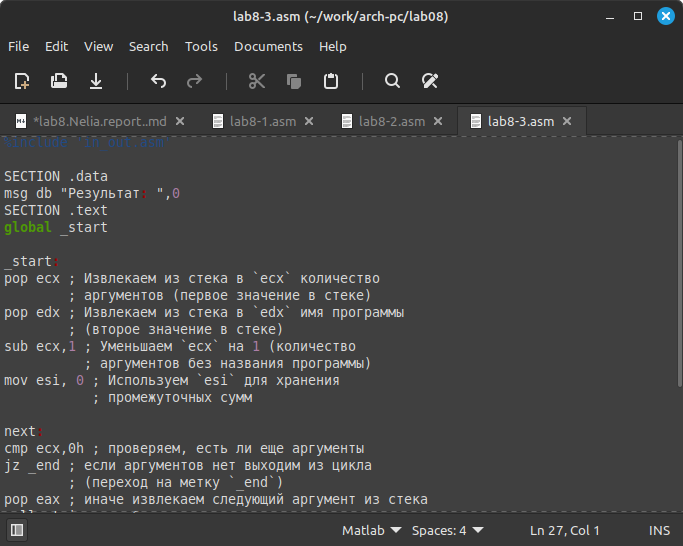 lab8-3.asm (~/work/arch-pc/lab08)
File Edit View Search Tools Documents Help
*lab8.Nelia.report..md lab8-1.asm lab8-2.asm lab8-3.asm
SECTION .data
msg db "Результат: ",0
SECTION .text
global _start
_start:
pop ecx ; Извлекаем из стека в `ecx` количество
; аргументов (первое значение в стеке)
pop edx ; Извлекаем из стека в `edx` имя программы
; (второе значение в стеке)
sub ecx,1 ; Уменьшаем `ecx` на 1 (количество
; аргументов без названия программы)
mov esi, 0 ; Используем `esi` для хранения
; промежуточных сумм
next:
cmp ecx,0h ; проверяем, есть ли еще аргументы
jz _end ; если аргументов нет выходим из цикла
; (переход на метку `_end`)
pop eax ; иначе извлекаем следующий аргумент из стека
Matlab Spaces: 4 Ln 27, Col 1 INS